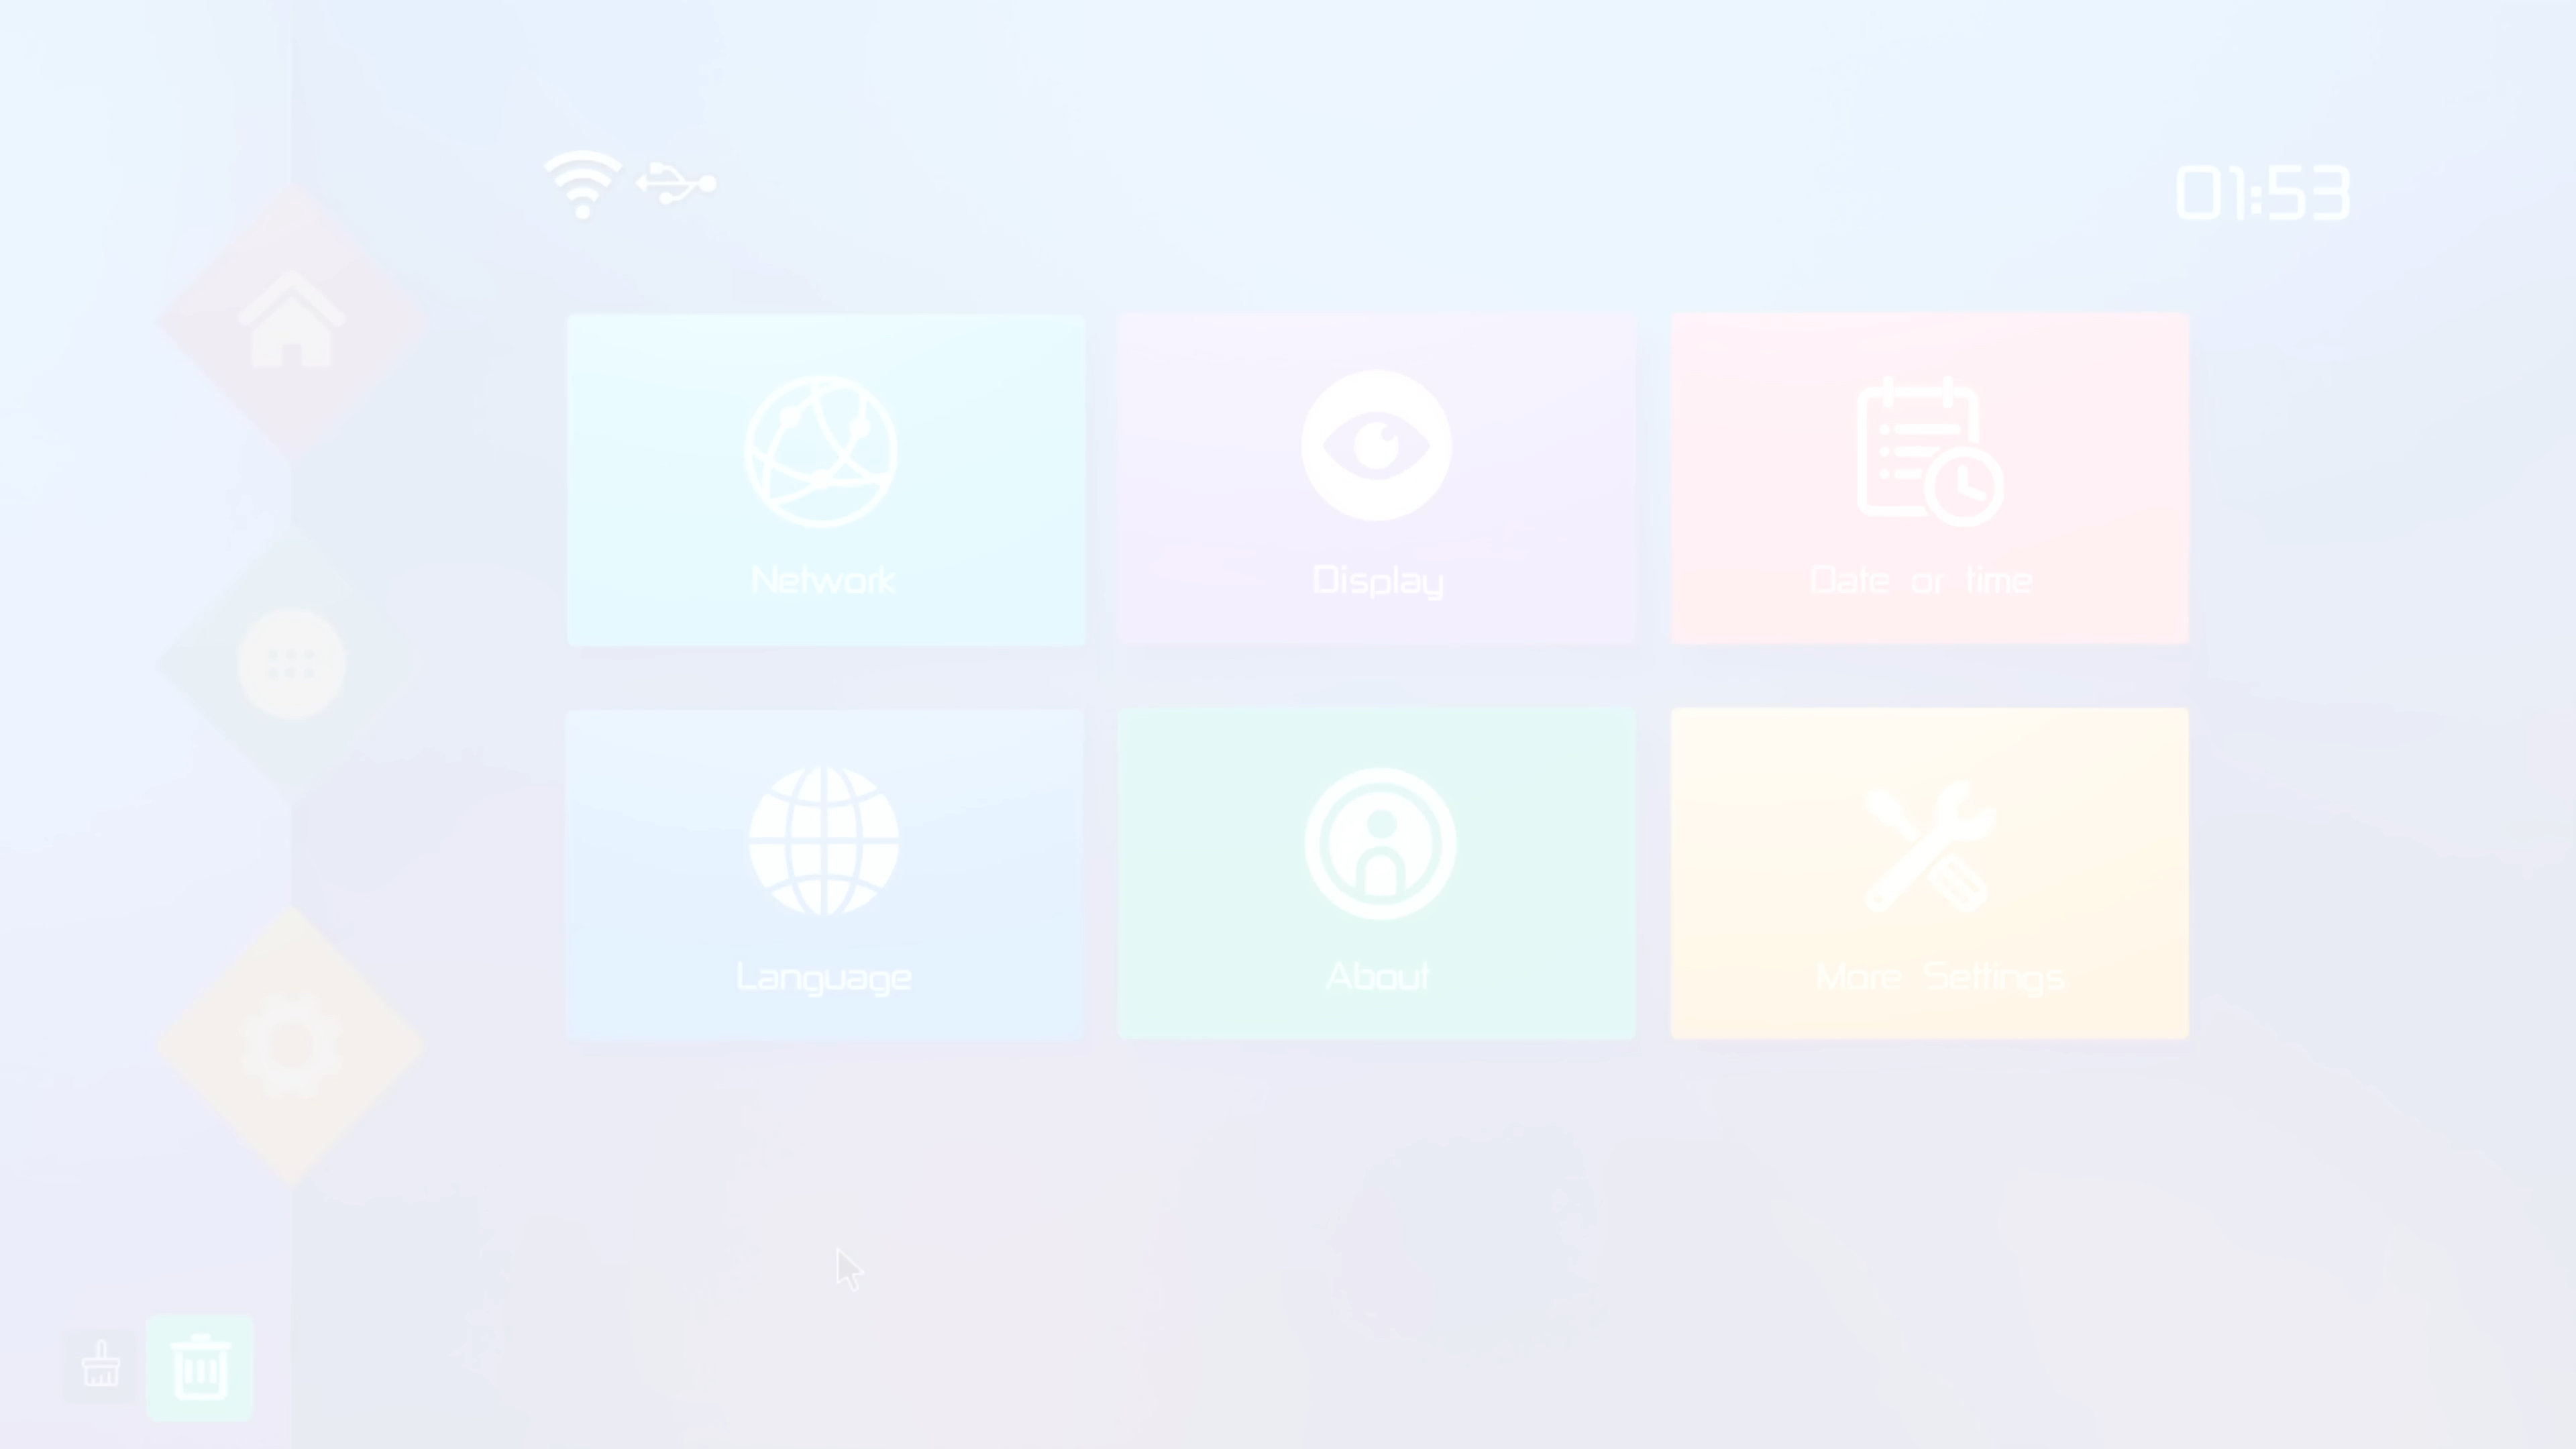 01:53
Network
Display
Date or time
Language
About
More Settings